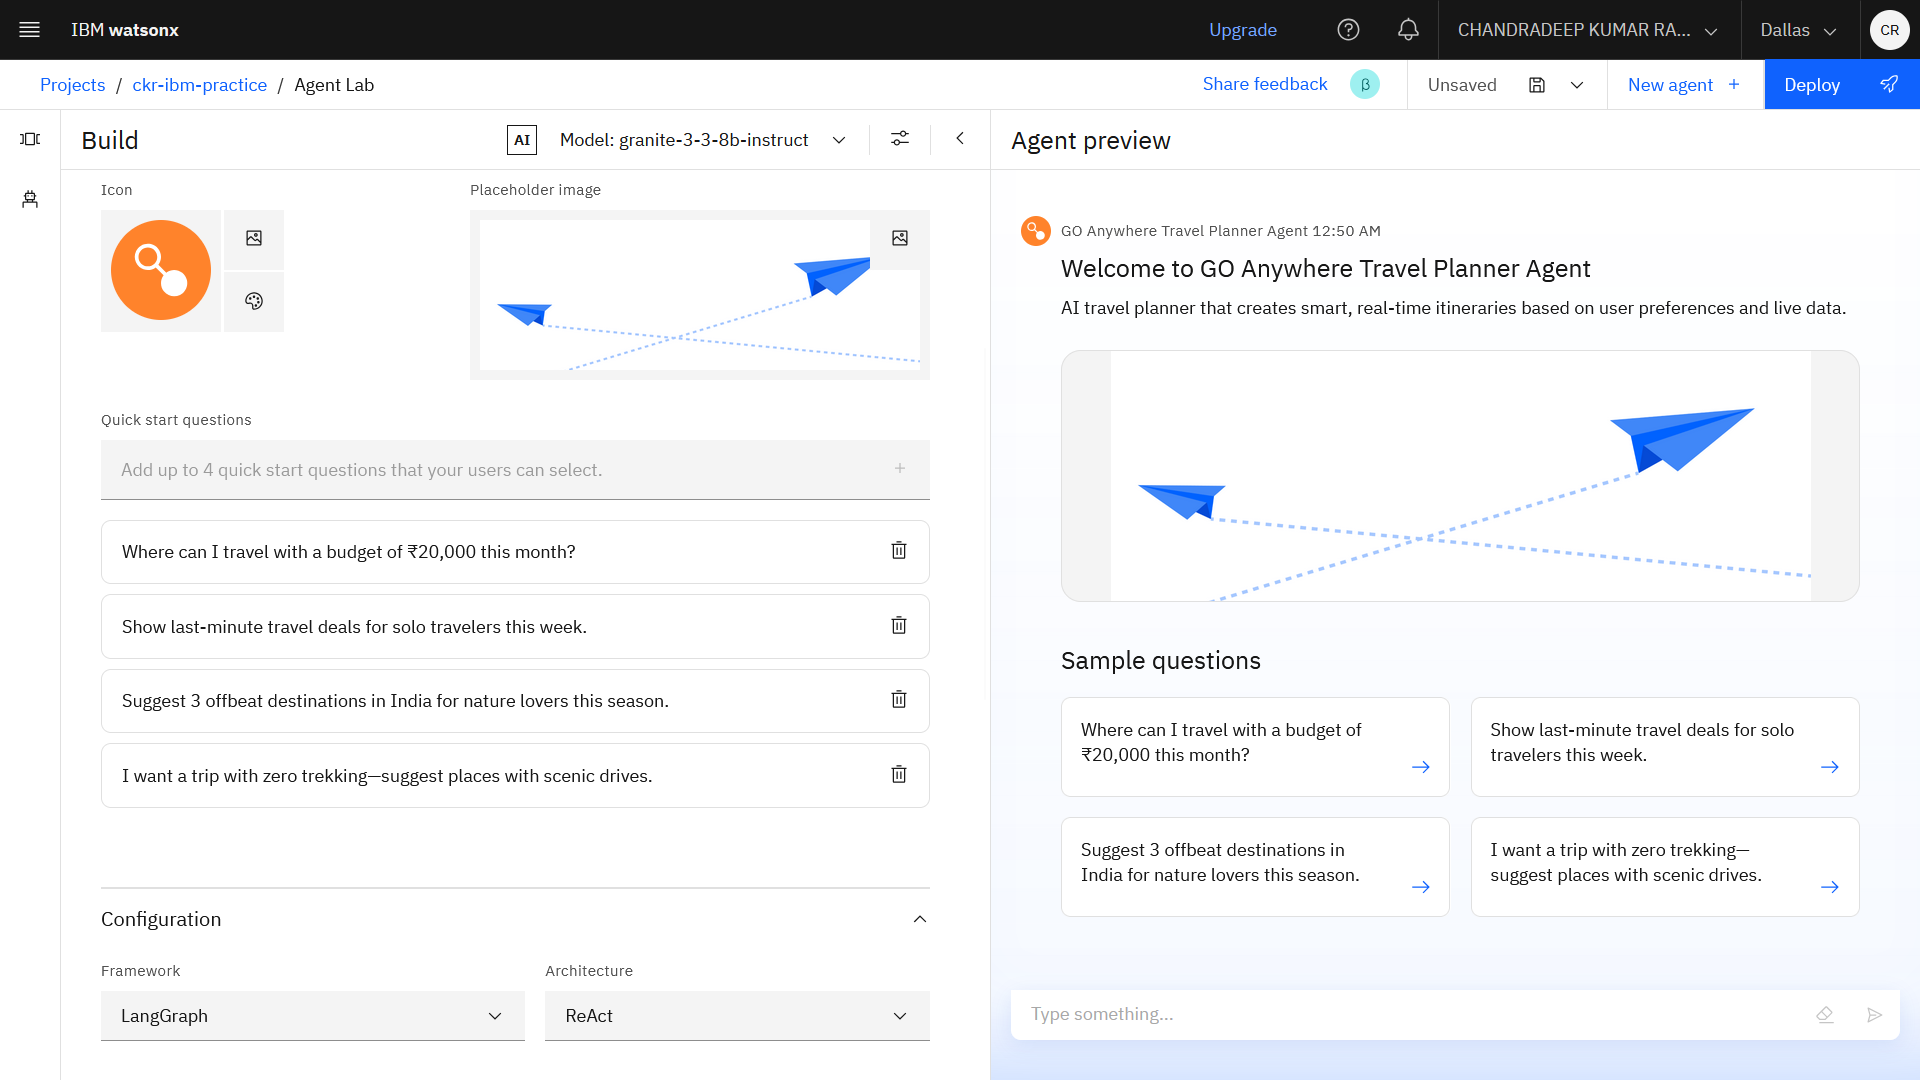 IBM watsonx
Upgrade
CHANDRADEEP KUMAR RA...
Dallas
CR
Projects / ckr-ibm-practice / Agent Lab
Share feedback
β
Unsaved
New agent +
Deploy
Build
AI
Model: granite-3-3-8b-instruct
Icon
Placeholder image
Quick start questions
Add up to 4 quick start questions that your users can select.
Where can I travel with a budget of ₹20,000 this month?
Show last-minute travel deals for solo travelers this week.
Suggest 3 offbeat destinations in India for nature lovers this season.
I want a trip with zero trekking—suggest places with scenic drives.
Configuration
Framework
Architecture
LangGraph
ReAct
Agent preview
GO Anywhere Travel Planner Agent 12:50 AM
Welcome to GO Anywhere Travel Planner Agent
AI travel planner that creates smart, real-time itineraries based on user preferences and live data.
Sample questions
Where can I travel with a budget of
₹20,000 this month?
Show last-minute travel deals for solo
travelers this week.
Suggest 3 offbeat destinations in
India for nature lovers this season.
I want a trip with zero trekking—
suggest places with scenic drives.
Type something...